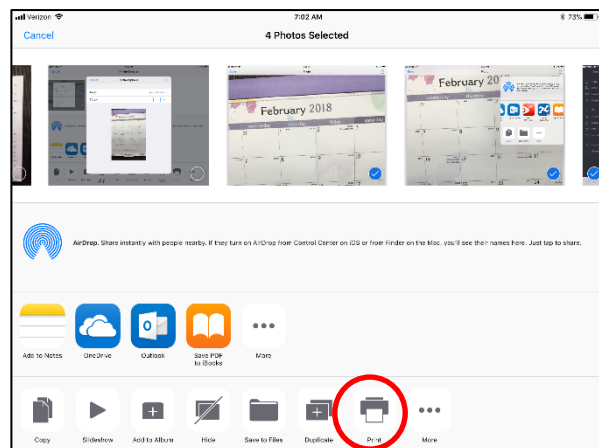 Verizon 7:02 AM 73%
Cancel 4 Photos Selected
February 2018
February 201
AirDrop. Share instantly with people nearby. If they turn on AirDrop from Control Center on iOS or from Finder on the Mac, you'll see their names here. Just tap to share.
Add to Notes OneDrive Outlook Save PDF More
to iBooks
Copy Slideshow Add to Album Hide Save to Files Duplicate Print More